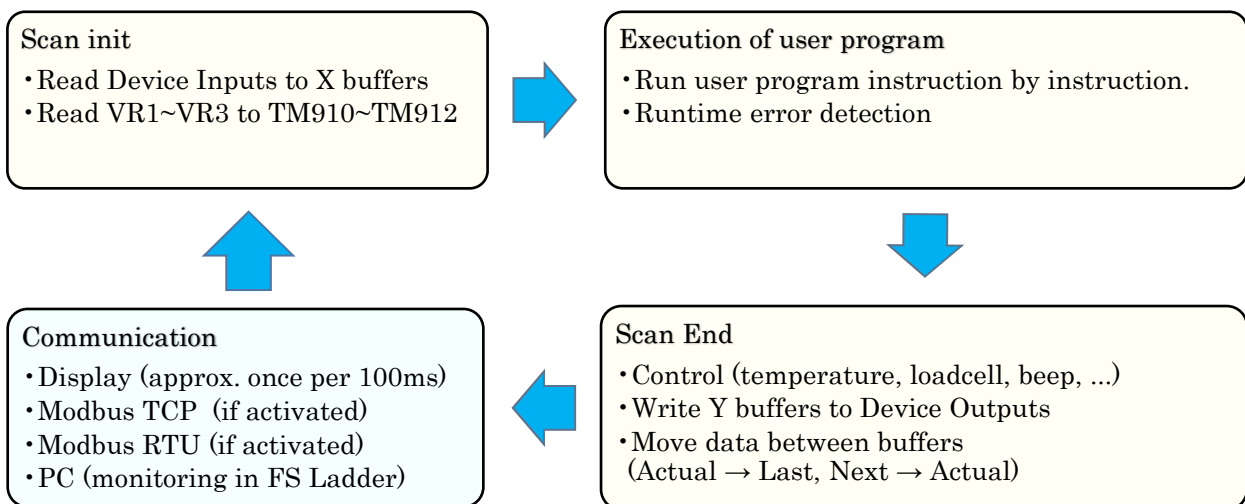 Scan init
・Read Device Inputs to X buffers
・Read VR1~VR3 to TM910~TM912
Execution of user program
・Run user program instruction by instruction.
・Runtime error detection
Communication
・Display (approx. once per 100ms)
・Modbus TCP  (if activated)
・Modbus RTU (if activated)
・PC (monitoring in FS Ladder)
Scan End
・Control (temperature, loadcell, beep, ...)
・Write Y buffers to Device Outputs
・Move data between buffers
(Actual → Last, Next → Actual)